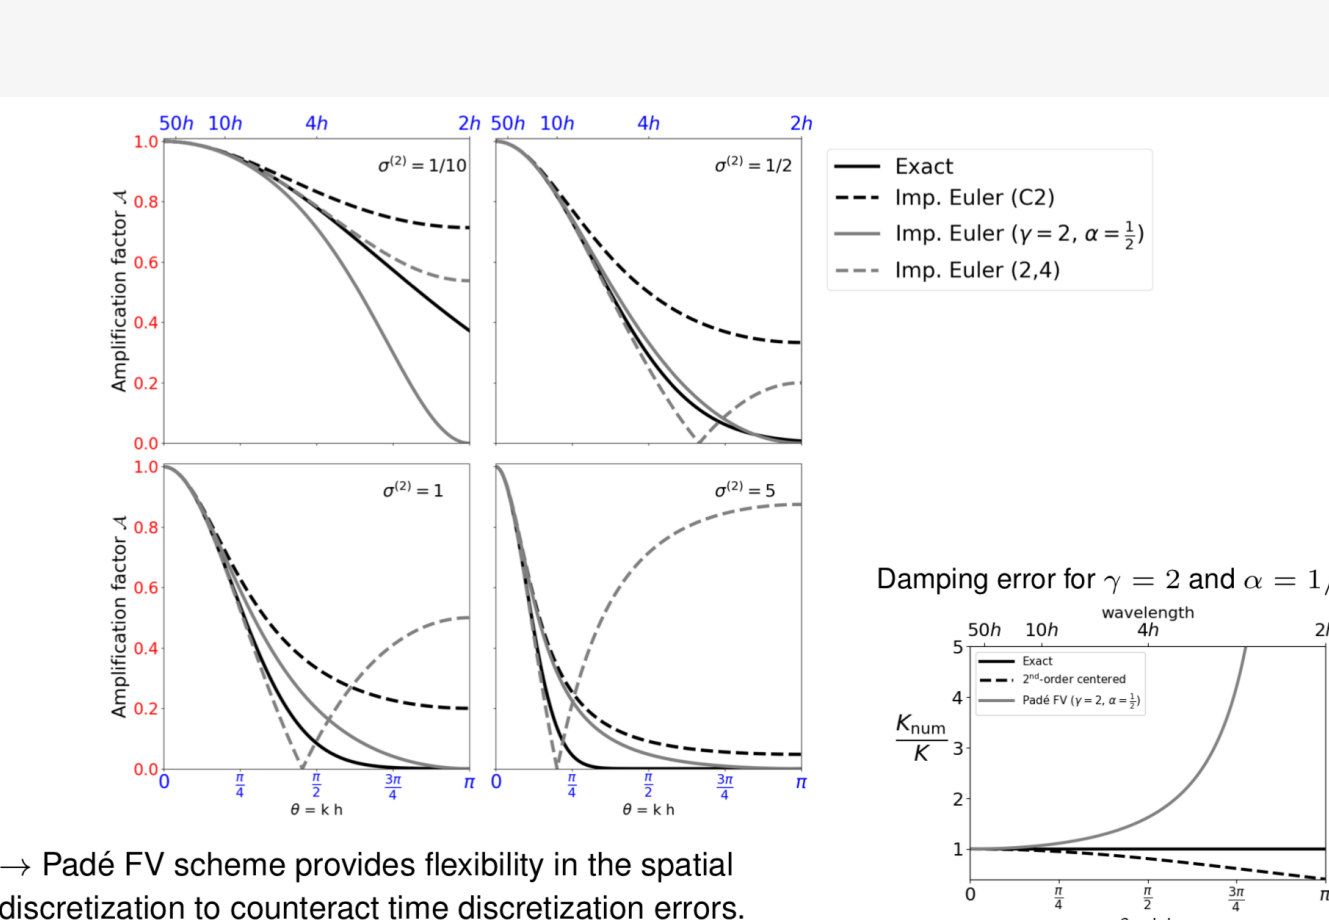 50h 10h 4h 2h 50h 10h 4h 2h
1.0
0.8
0.6
0.4
0.2
0.0
Amplification factor 𝒜
σ⁽²⁾ = 1/10
σ⁽²⁾ = 1/2
Exact
Imp. Euler (C2)
Imp. Euler (γ = 2, α = 1/2)
Imp. Euler (2,4)
1.0
0.8
0.6
0.4
0.2
0.0
Amplification factor 𝒜
σ⁽²⁾ = 1
σ⁽²⁾ = 5
0 π/4 π/2 3π/4 π 0 π/4 π/2 3π/4 π
θ = k h
θ = k h
→ Padé FV scheme provides flexibility in the spatial
discretization to counteract time discretization errors.
Damping error for γ = 2 and α = 1/
wavelength
50h 10h 4h 2h
5
4
3
2
1
K_num/K
Exact
2nd-order centered
Padé FV (γ = 2, α = 1/2)
0 π/4 π/2 3π/4 π